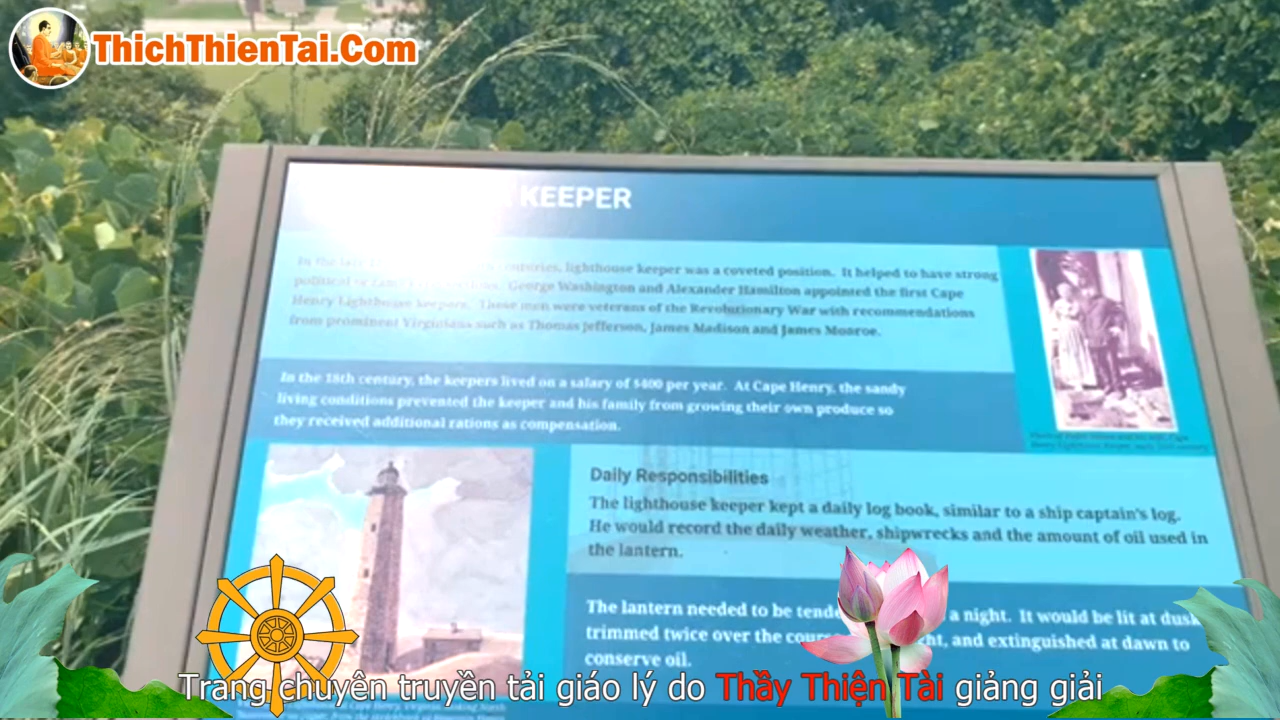 ThichThienTai.Com
KEEPER
In the centuries, lighthouse keeper was a coveted position. It helped to have strong
political George Washington and Alexander Hamilton appointed the first Cape
Henry Lighthouse keepers. These men were veterans of the Revolutionary War with recommendations
from prominent Virginians such as Thomas Jefferson, James Madison and James Monroe.
In the 18th century, the keepers lived on a salary of $400 per year. At Cape Henry, the sandy
living conditions prevented the keeper and his family from growing their own produce so
they received additional rations as compensation.
Daily Responsibilities
The lighthouse keeper kept a daily log book, similar to a ship captain's log.
He would record the daily weather, shipwrecks and the amount of oil used in
the lantern.
The lantern needed to be a night. It would be lit at dusk
trimmed twice over the and extinguished at dawn to
conserve oil.
Trang chuyên truyền tải giáo lý do Thầy Thiện Tài giảng giải